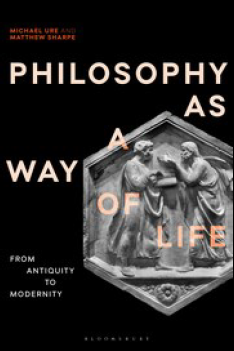 MICHAEL URE AND
MATTHEW SHARPE
PHILOSOPHY
AS
A
WAY
OF
LIFE
FROM
ANTIQUITY
TO
MODERNITY
BLOOMSBURY